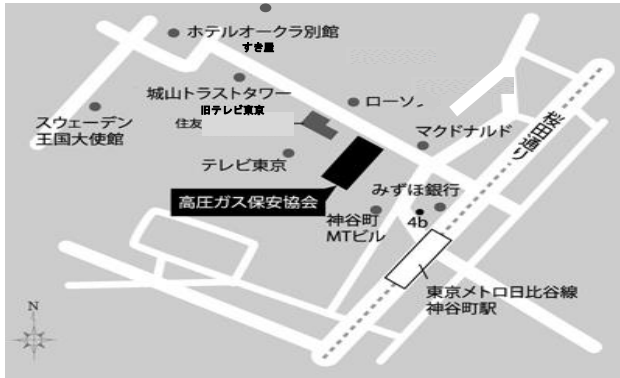 ホテルオークラ別館
すき屋
城山トラストタワー
旧テレビ東京
住友
スウェーデン
王国大使館
ローソ
マクドナルド
桜田通り
テレビ東京
高圧ガス保安協会
みずほ銀行
神谷町
MTビル
4b
東京メトロ日比谷線
神谷町駅
N